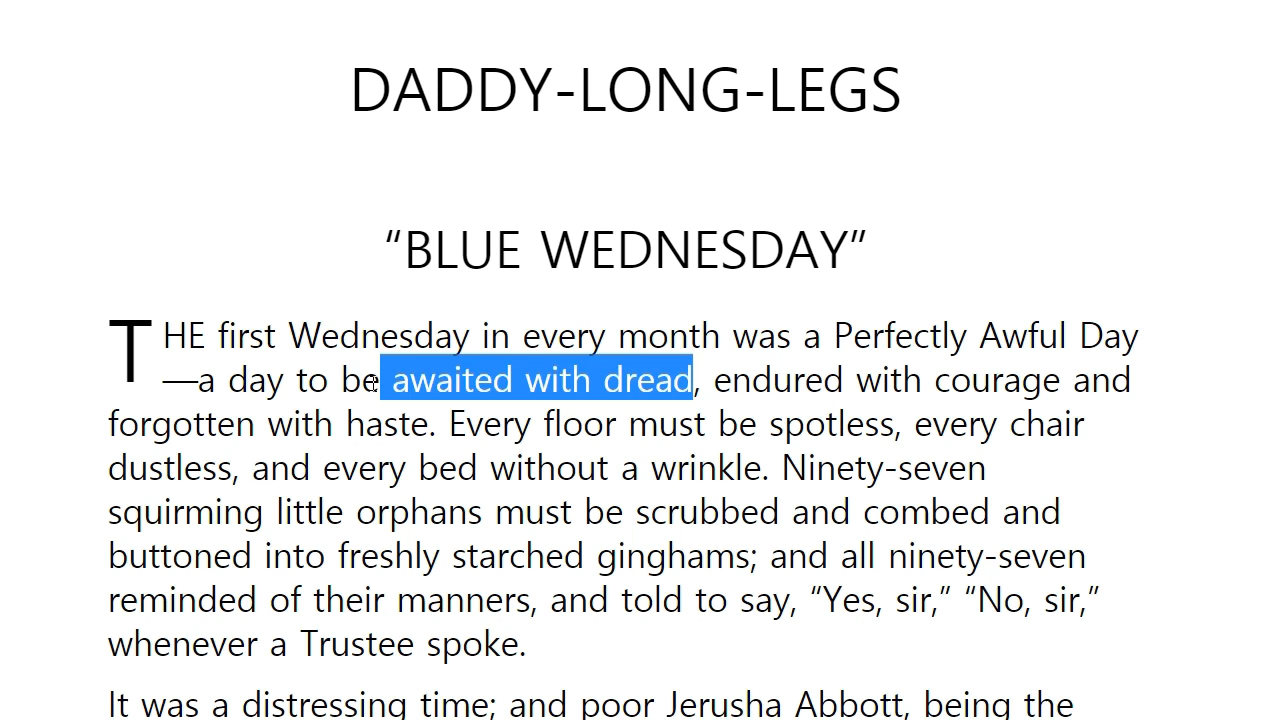 DADDY-LONG-LEGS
“BLUE WEDNESDAY”
THE first Wednesday in every month was a Perfectly Awful Day
—a day to be awaited with dread, endured with courage and
forgotten with haste. Every floor must be spotless, every chair
dustless, and every bed without a wrinkle. Ninety-seven
squirming little orphans must be scrubbed and combed and
buttoned into freshly starched ginghams; and all ninety-seven
reminded of their manners, and told to say, “Yes, sir,” “No, sir,”
whenever a Trustee spoke.
It was a distressing time; and poor Jerusha Abbott, being the